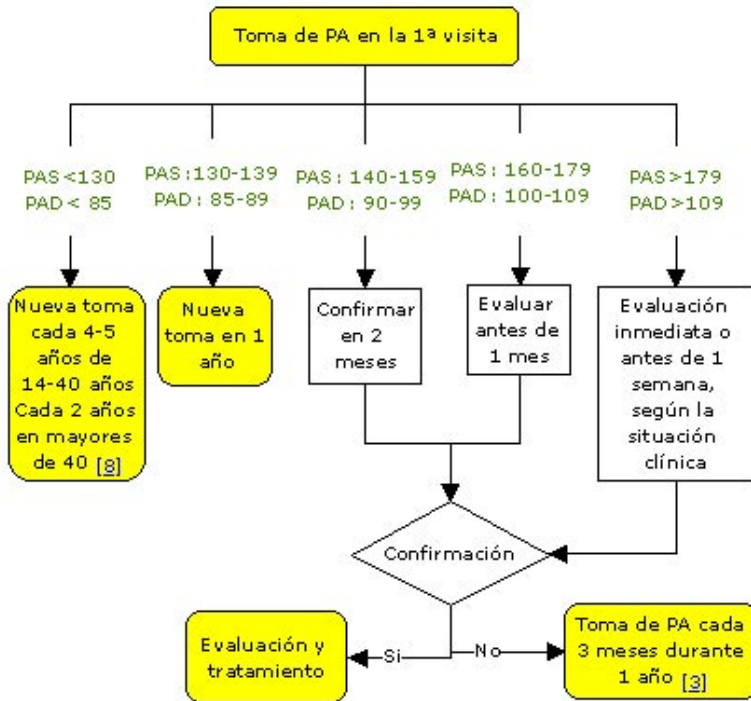 Toma de PA en la 1ª visita
PAS<130
PAD< 85
PAS:130-139
PAD: 85-89
PAS: 140-159
PAD: 90-99
PAS: 160-179
PAD: 100-109
PAS>179
PAD>109
Nueva toma
cada 4-5
años de
14-40 años
Cada 2 años
en mayores
de 40 [8]
Nueva
toma en 1
año
Confirmar
en 2
meses
Evaluar
antes de
1 mes
Evaluación
inmediata o
antes de 1
semana,
según la
situación
clínica
Confirmación
Evaluación y
tratamiento
Si
No
Toma de PA cada
3 meses durante
1 año [3]